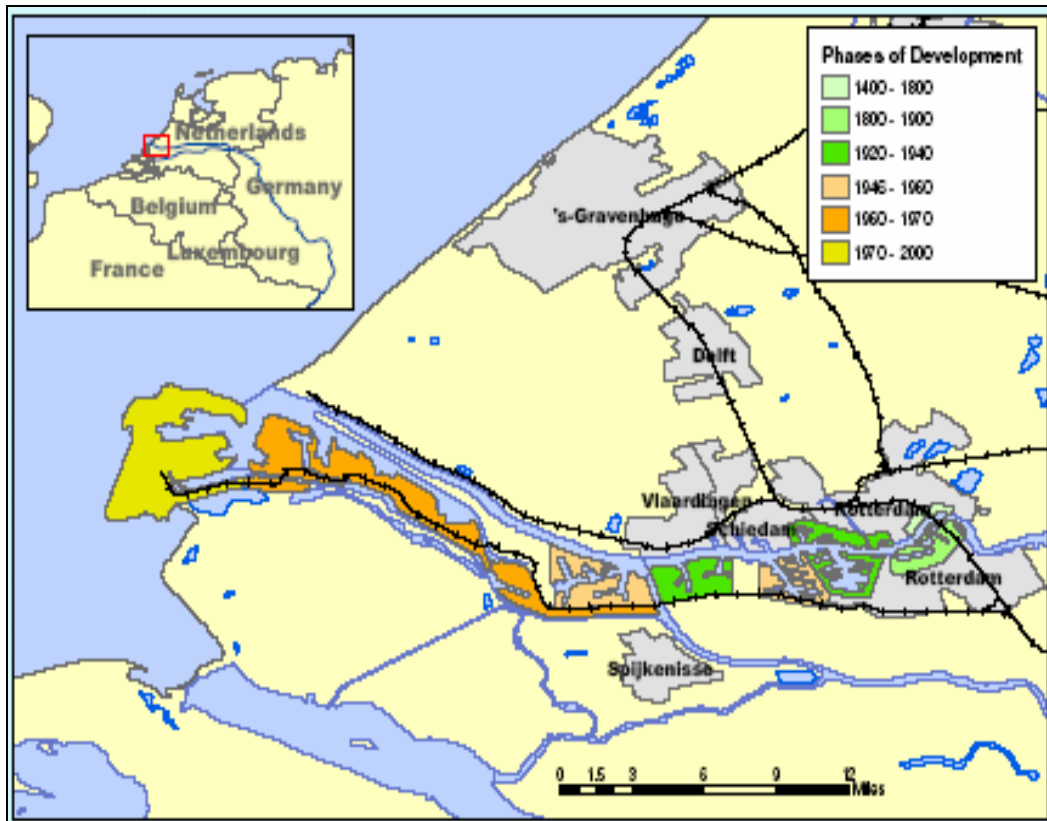 Netherlands
Germany
Belgium
Luxembourg
France
Phases of Development
1400 - 1800
1800 - 1900
1920 - 1940
1946 - 1960
1960 - 1970
1970 - 2000
's-Gravenhage
Delft
Vlaardingen
Schiedam
Rotterdam
Rotterdam
Spijkenisse
0 1.5 3 6 9 12
Miles